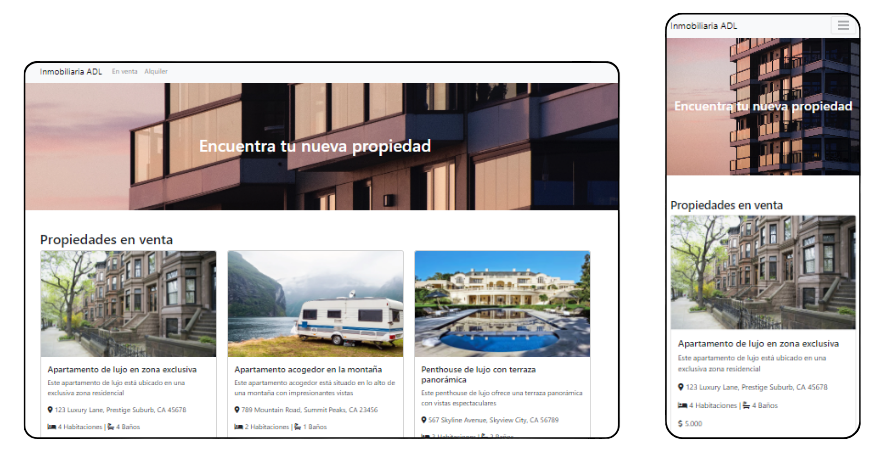 Inmobiliaria ADL En venta Alquiler
Encuentra tu nueva propiedad
Propiedades en venta
Apartamento de lujo en zona exclusiva
Este apartamento de lujo está ubicado en una
exclusiva zona residencial
123 Luxury Lane, Prestige Suburb, CA 45678
4 Habitaciones | 4 Baños
Apartamento acogedor en la montaña
Este apartamento acogedor está situado en lo alto de
una montaña con impresionantes vistas
789 Mountain Road, Summit Peaks, CA 23456
2 Habitaciones | 1 Baños
Penthouse de lujo con terraza
panorámica
Este penthouse de lujo ofrece una terraza panorámica
con vistas espectaculares
567 Skyline Avenue, Skyview City, CA 56789
3 Habitaciones | 3 Baños
Inmobiliaria ADL
Encuentra tu nueva propiedad
Propiedades en venta
Apartamento de lujo en zona exclusiva
Este apartamento de lujo está ubicado en una
exclusiva zona residencial
123 Luxury Lane, Prestige Suburb, CA 45678
4 Habitaciones | 4 Baños
$ 5.000